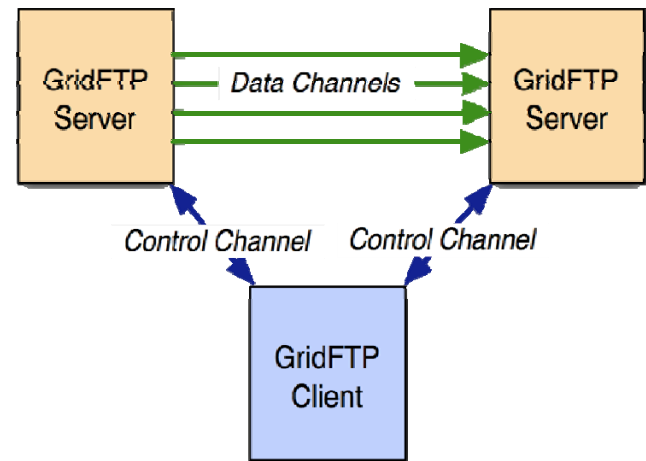 GridFTP
Server
Data Channels
GridFTP
Server
Control Channel
Control Channel
GridFTP
Client